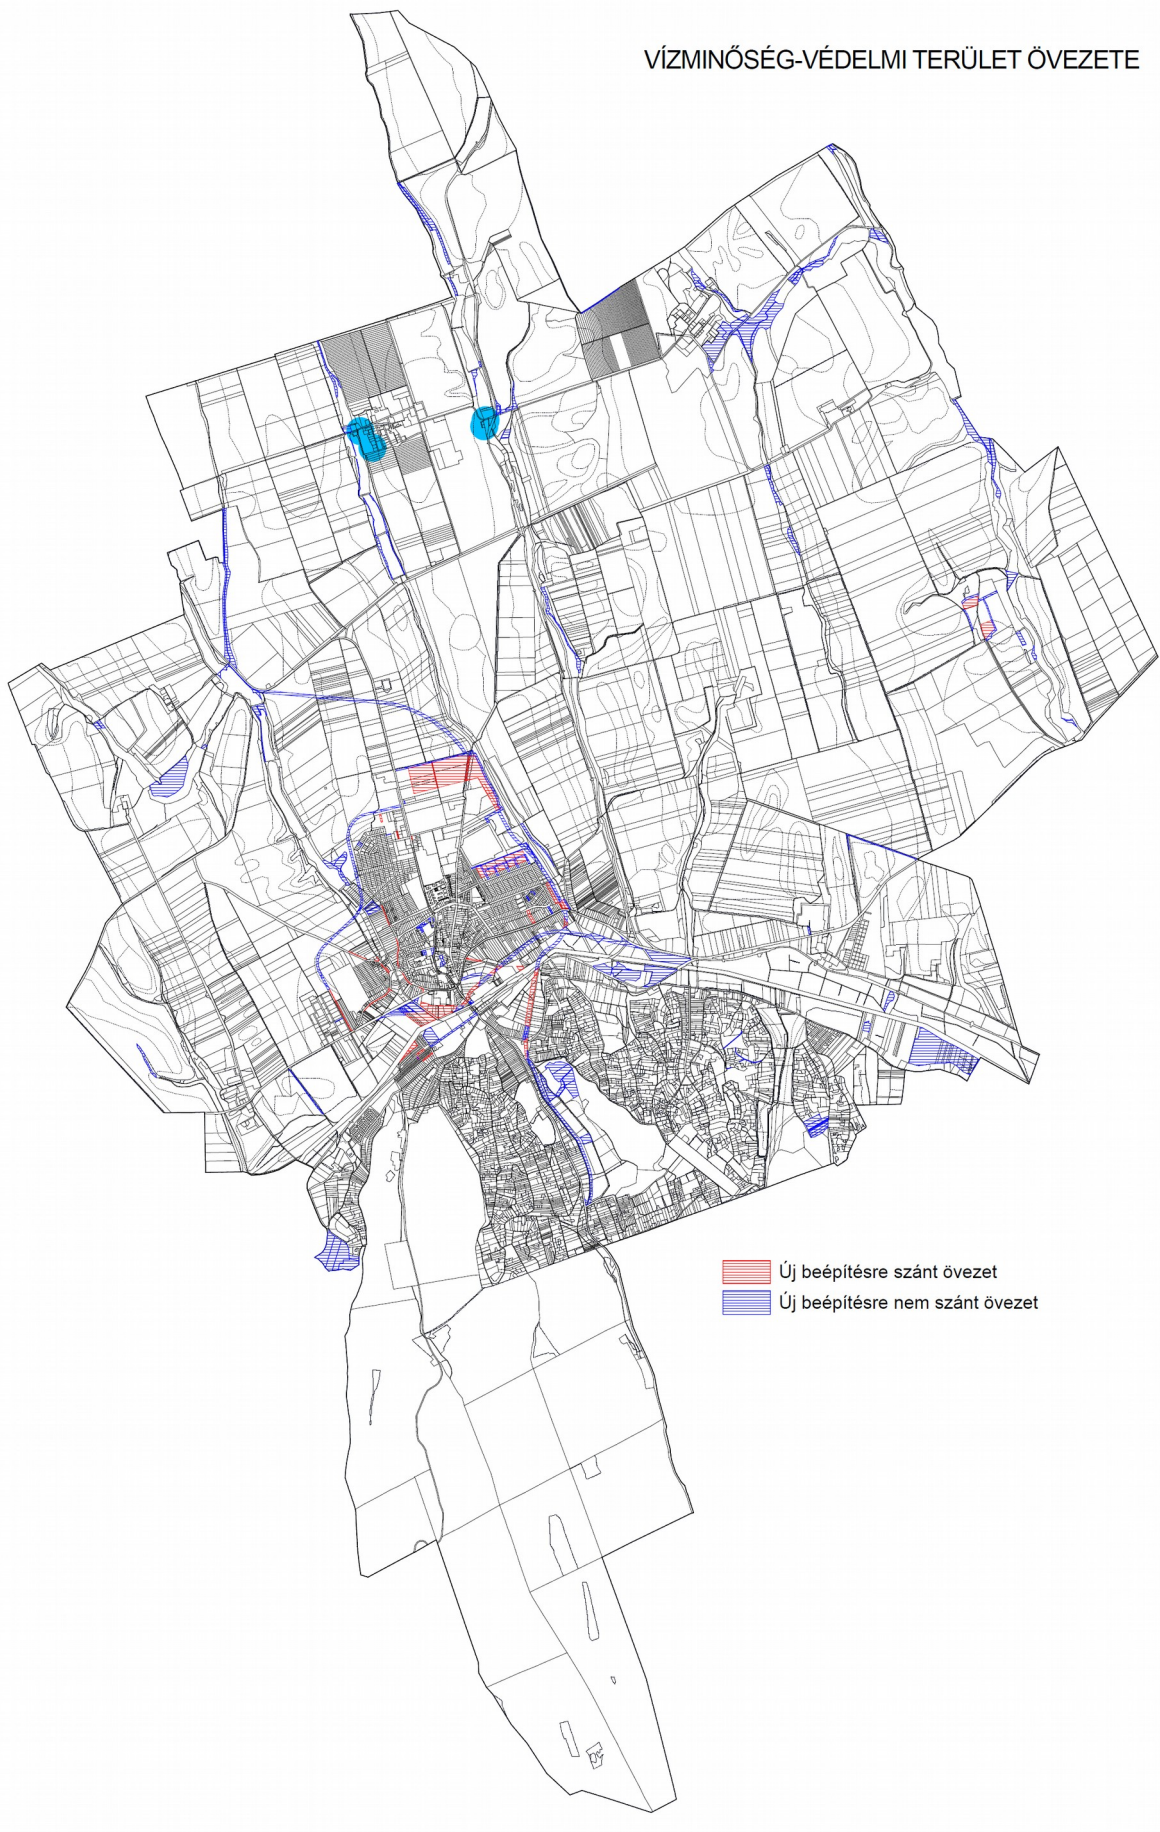 VÍZMINŐSÉG-VÉDELMI TERÜLET ÖVEZETE
Új beépítésre szánt övezet
Új beépítésre nem szánt övezet